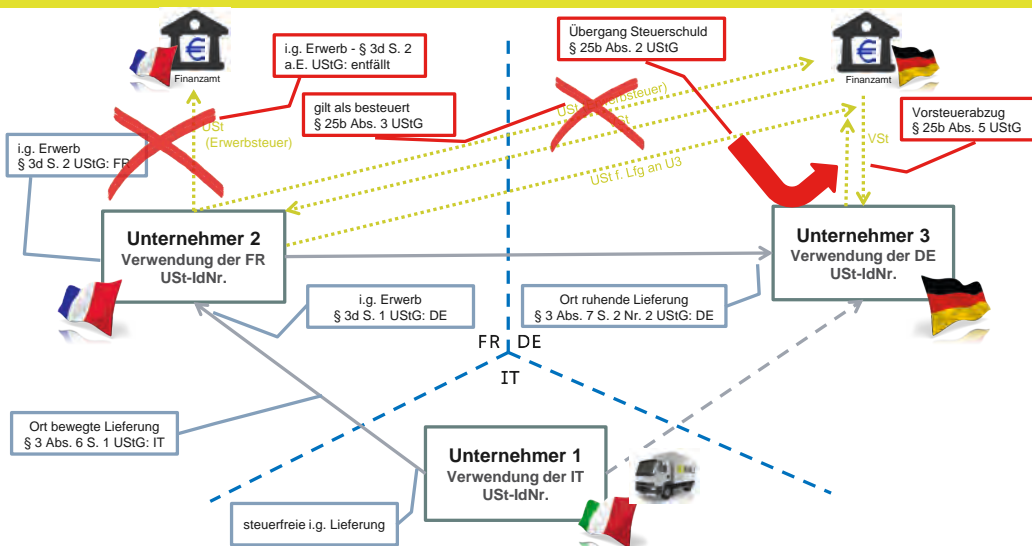 Finanzamt
i.g. Erwerb - § 3d S. 2
a.E. UStG: entfällt
gilt als besteuert
§ 25b Abs. 3 UStG
Übergang Steuerschuld
§ 25b Abs. 2 UStG
Finanzamt
Vorsteuerabzug
§ 25b Abs. 5 UStG
i.g. Erwerb
§ 3d S. 2 UStG: FR
USt
(Erwerbsteuer)
USt
VSt
USt f. Lfg an U3
Unternehmer 2
Verwendung der FR
USt-IdNr.
Unternehmer 3
Verwendung der DE
USt-IdNr.
i.g. Erwerb
§ 3d S. 1 UStG: DE
Ort ruhende Lieferung
§ 3 Abs. 7 S. 2 Nr. 2 UStG: DE
FR DE
IT
Ort bewegte Lieferung
§ 3 Abs. 6 S. 1 UStG: IT
Unternehmer 1
Verwendung der IT
USt-IdNr.
steuerfreie i.g. Lieferung